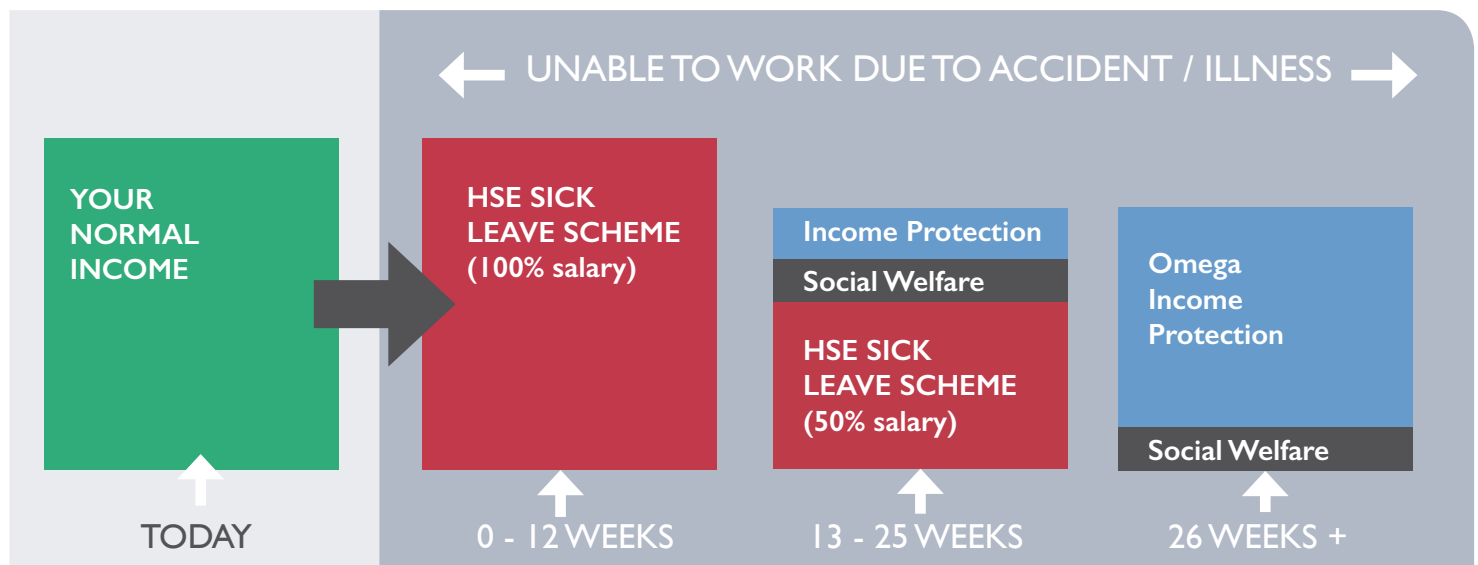 UNABLE TO WORK DUE TO ACCIDENT / ILLNESS
YOUR
NORMAL
INCOME
HSE SICK
LEAVE SCHEME
(100% salary)
Income Protection
Social Welfare
HSE SICK
LEAVE SCHEME
(50% salary)
Omega
Income
Protection
Social Welfare
TODAY
0 - 12 WEEKS
13 - 25 WEEKS
26 WEEKS +